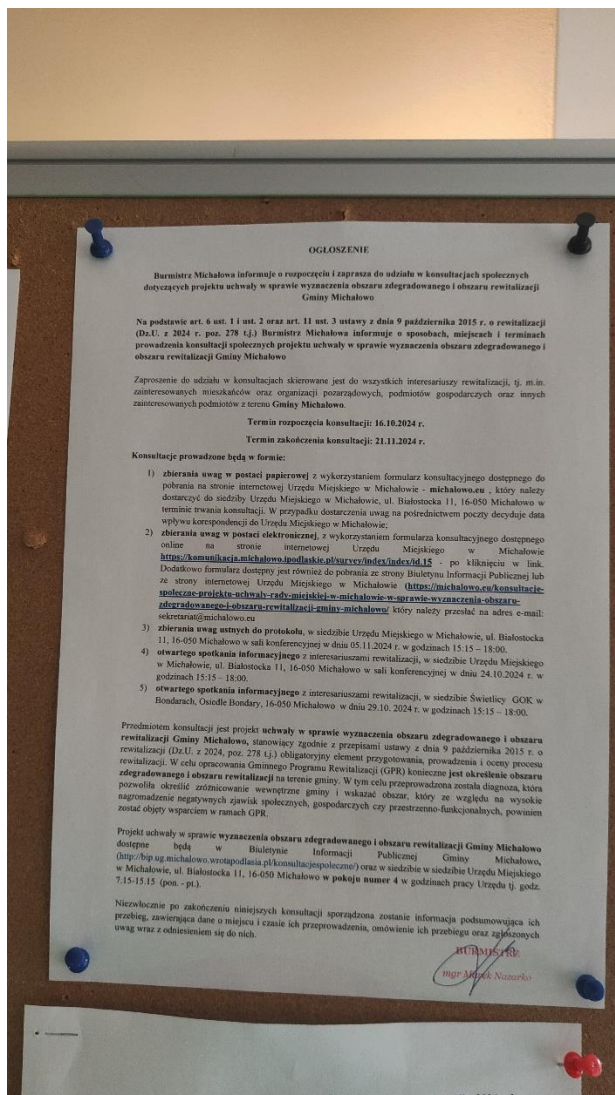 OGŁOSZENIE
Burmistrz Michałowa informuje o rozpoczęciu i zaprasza do udziału w konsultacjach społecznych
dotyczących projektu uchwały w sprawie wyznaczenia obszaru zdegradowanego i obszaru rewitalizacji
Gminy Michałowo
Na podstawie art. 6 ust. 1 i ust. 2 oraz art. 11 ust. 3 ustawy z dnia 9 października 2015 r. o rewitalizacji
(Dz.U. z 2024 r. poz. 278 t.j.) Burmistrz Michałowa informuje o sposobach, miejscach i terminach
prowadzenia konsultacji społecznych projektu uchwały w sprawie wyznaczenia obszaru zdegradowanego i
obszaru rewitalizacji Gminy Michałowo
Zaproszenie do udziału w konsultacjach skierowane jest do wszystkich interesariuszy rewitalizacji, tj. m.in.
zainteresowanych mieszkańców oraz organizacji pozarządowych, podmiotów gospodarczych oraz innych
zainteresowanych podmiotów z terenu Gminy Michałowo.
Termin rozpoczęcia konsultacji: 16.10.2024 r.
Termin zakończenia konsultacji: 21.11.2024 r.
Konsultacje prowadzone będą w formie:
1) zbierania uwag w postaci papierowej z wykorzystaniem formularz konsultacyjnego dostępnego do
pobrania na stronie internetowej Urzędu Miejskiego w Michałowie - michalowo.eu , który należy
dostarczyć do siedziby Urzędu Miejskiego w Michałowie, ul. Białostocka 11, 16-050 Michałowo w
terminie trwania konsultacji. W przypadku dostarczenia uwag na pośrednictwem poczty decyduje data
wpływu korespondencji do Urzędu Miejskiego w Michałowie;
2) zbierania uwag w postaci elektronicznej, z wykorzystaniem formularza konsultacyjnego dostępnego
online na stronie internetowej Urzędu Miejskiego w Michałowie
https://komunikacja.michalowo.ipodlaskie.pl/survey/index/index/id.15 - po kliknięciu w link.
Dodatkowo formularz dostępny jest również do pobrania ze strony Biuletynu Informacji Publicznej lub
ze strony internetowej Urzędu Miejskiego w Michałowie (https://michalowo.eu/konsultacje-
spoleczne-projektu-uchwaly-rady-miejskiej-w-michalowie-w-sprawie-wyznaczenia-obszaru-
zdegradowanego-i-obszaru-rewitalizacji-gminy-michalowo/ który należy przesłać na adres e-mail:
sekretariat@michalowo.eu
3) zbierania uwag ustnych do protokołu, w siedzibie Urzędu Miejskiego w Michałowie, ul. Białostocka
11, 16-050 Michałowo w sali konferencyjnej w dniu 05.11.2024 r. w godzinach 15:15 – 18:00.
4) otwartego spotkania informacyjnego z interesariuszami rewitalizacji, w siedzibie Urzędu Miejskiego
w Michałowie, ul. Białostocka 11, 16-050 Michałowo w sali konferencyjnej w dniu 24.10.2024 r. w
godzinach 15:15 – 18:00.
5) otwartego spotkania informacyjnego z interesariuszami rewitalizacji, w siedzibie Świetlicy GOK w
Bondarach, Osiedle Bondary, 16-050 Michałowo w dniu 29.10. 2024 r. w godzinach 15:15 – 18:00.
Przedmiotem konsultacji jest projekt uchwały w sprawie wyznaczenia obszaru zdegradowanego i obszaru
rewitalizacji Gminy Michałowo, stanowiący zgodnie z przepisami ustawy z dnia 9 października 2015 r. o
rewitalizacji (Dz.U. z 2024, poz. 278 t.j.) obligatoryjny element przygotowania, prowadzenia i oceny procesu
rewitalizacji. W celu opracowania Gminnego Programu Rewitalizacji (GPR) konieczne jest określenie obszaru
zdegradowanego i obszaru rewitalizacji na terenie gminy. W tym celu przeprowadzona została diagnoza, która
pozwoliła określić zróżnicowanie wewnętrzne gminy i wskazać obszar, który ze względu na wysokie
nagromadzenie negatywnych zjawisk społecznych, gospodarczych czy przestrzenno-funkcjonalnych, powinien
zostać objęty wsparciem w ramach GPR.
Projekt uchwały w sprawie wyznaczenia obszaru zdegradowanego i obszaru rewitalizacji Gminy Michałowo
dostępne będą w Biuletynie Informacji Publicznej Gminy Michałowo,
(http://bip.ug.michalowo.wrotapodlasia.pl/konsultacjespoleczne/) oraz w siedzibie w siedzibie Urzędu Miejskiego
w Michałowie, ul. Białostocka 11, 16-050 Michałowo w pokoju numer 4 w godzinach pracy Urzędu tj. godz.
7.15-15.15 (pon. - pt.).
Niezwłocznie po zakończeniu niniejszych konsultacji sporządzona zostanie informacja podsumowująca ich
przebieg, zawierająca dane o miejscu i czasie ich przeprowadzenia, omówienie ich przebiegu oraz zgłoszonych
uwag wraz z odniesieniem się do nich.
BURMISTRZ
mgr Marek Nazarko